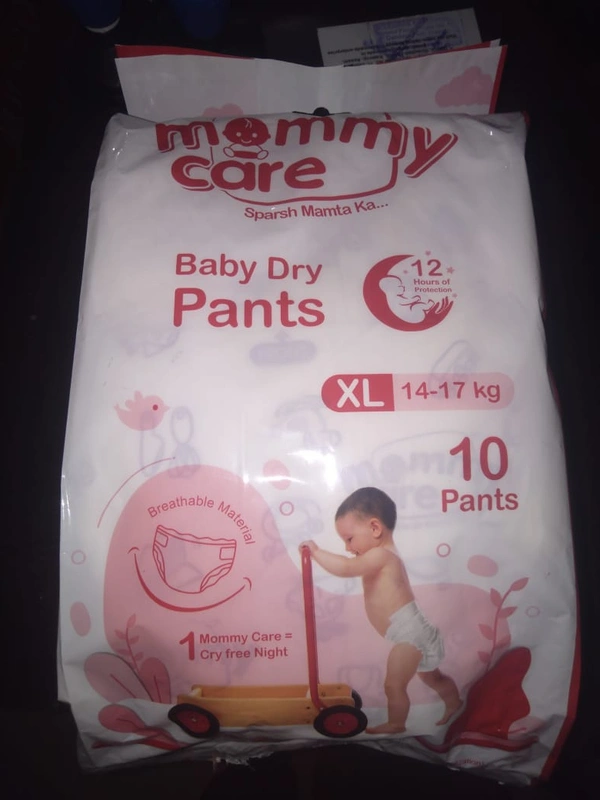 mommy
care
Sparsh Mamta Ka...
Baby Dry
Pants
12
Hours of
Protection
XL 14-17 kg
10
Pants
Breathable Material
1 Mommy Care =
Cry free Night